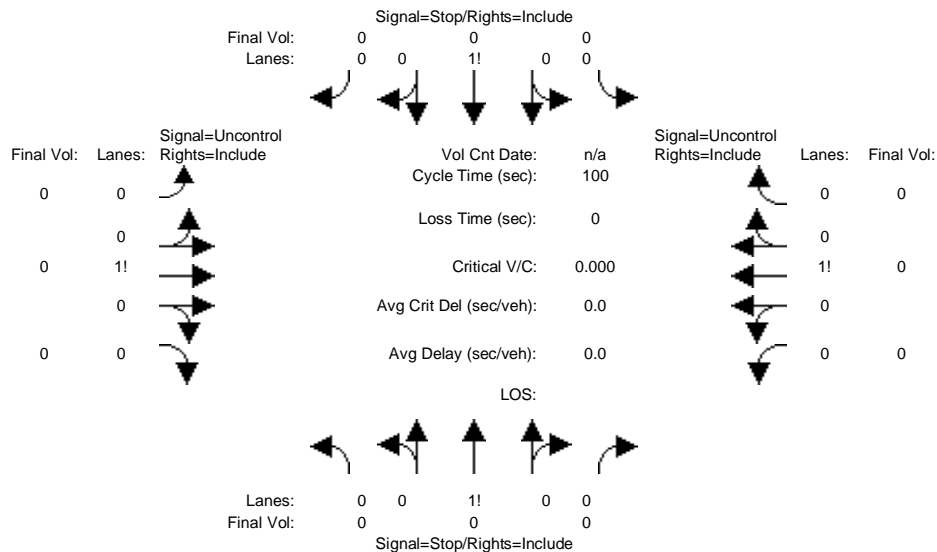 Signal=Stop/Rights=Include
Final Vol: 0 0 0
Lanes: 0 0 1! 0 0
Signal=Uncontrol
Final Vol: Lanes: Rights=Include
Vol Cnt Date: n/a
Signal=Uncontrol
Rights=Include Lanes: Final Vol:
Cycle Time (sec): 100
0 0 0 0
Loss Time (sec): 0
0 0
0 1! Critical V/C: 0.000 1! 0
0 Avg Crit Del (sec/veh): 0.0 0
0 0 Avg Delay (sec/veh): 0.0 0 0
LOS:
Lanes: 0 0 1! 0 0
Final Vol: 0 0 0
Signal=Stop/Rights=Include